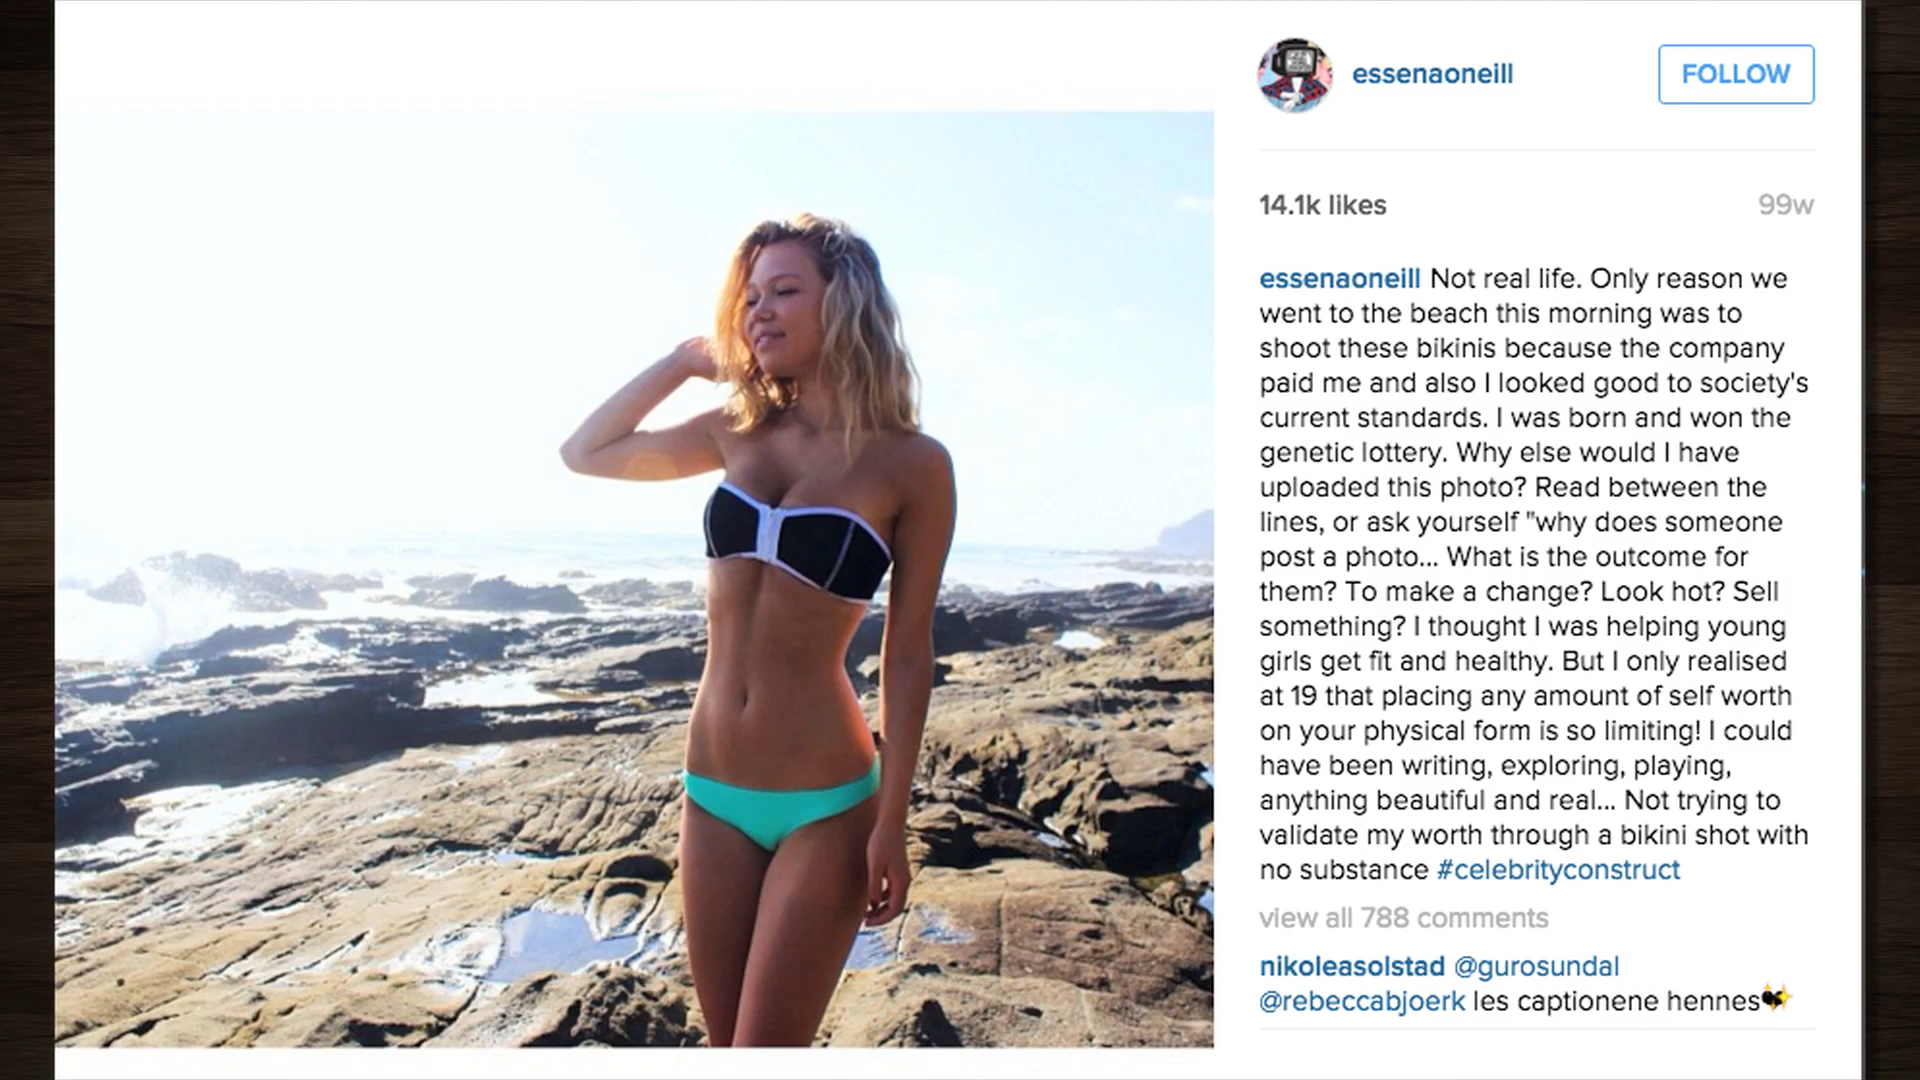 essenaoneill
FOLLOW
14.1k likes
99w
essenaoneill Not real life. Only reason we
went to the beach this morning was to
shoot these bikinis because the company
paid me and also I looked good to society's
current standards. I was born and won the
genetic lottery. Why else would I have
uploaded this photo? Read between the
lines, or ask yourself "why does someone
post a photo... What is the outcome for
them? To make a change? Look hot? Sell
something? I thought I was helping young
girls get fit and healthy. But I only realised
at 19 that placing any amount of self worth
on your physical form is so limiting! I could
have been writing, exploring, playing,
anything beautiful and real... Not trying to
validate my worth through a bikini shot with
no substance #celebrityconstruct
view all 788 comments
nikoleasolstad @gurosundal
@rebeccabjoerk les captionene hennes